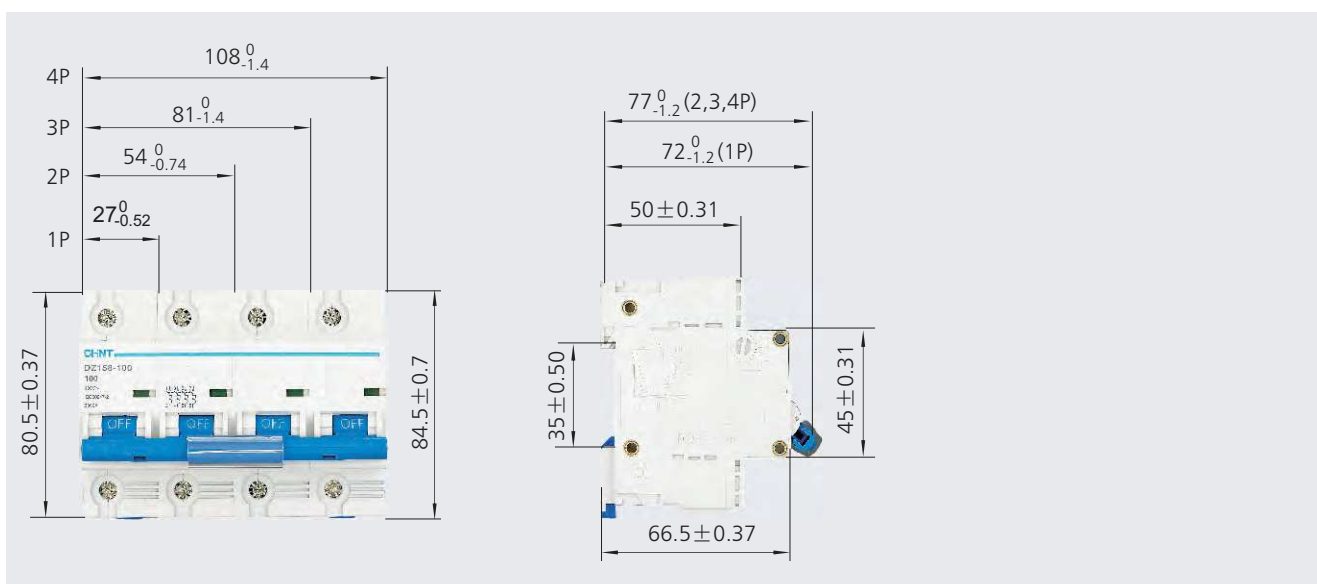 4P 108 0 -1.4
3P 81 0 -1.4
2P 54 0 -0.74
1P 27 0 -0.52
80.5±0.37
84.5±0.7
CHNT
DZ158-100
100
OFF OFF OFF OFF
77 0 -1.2 (2,3,4P)
72 0 -1.2 (1P)
50±0.31
35±0.50
45±0.31
66.5±0.37